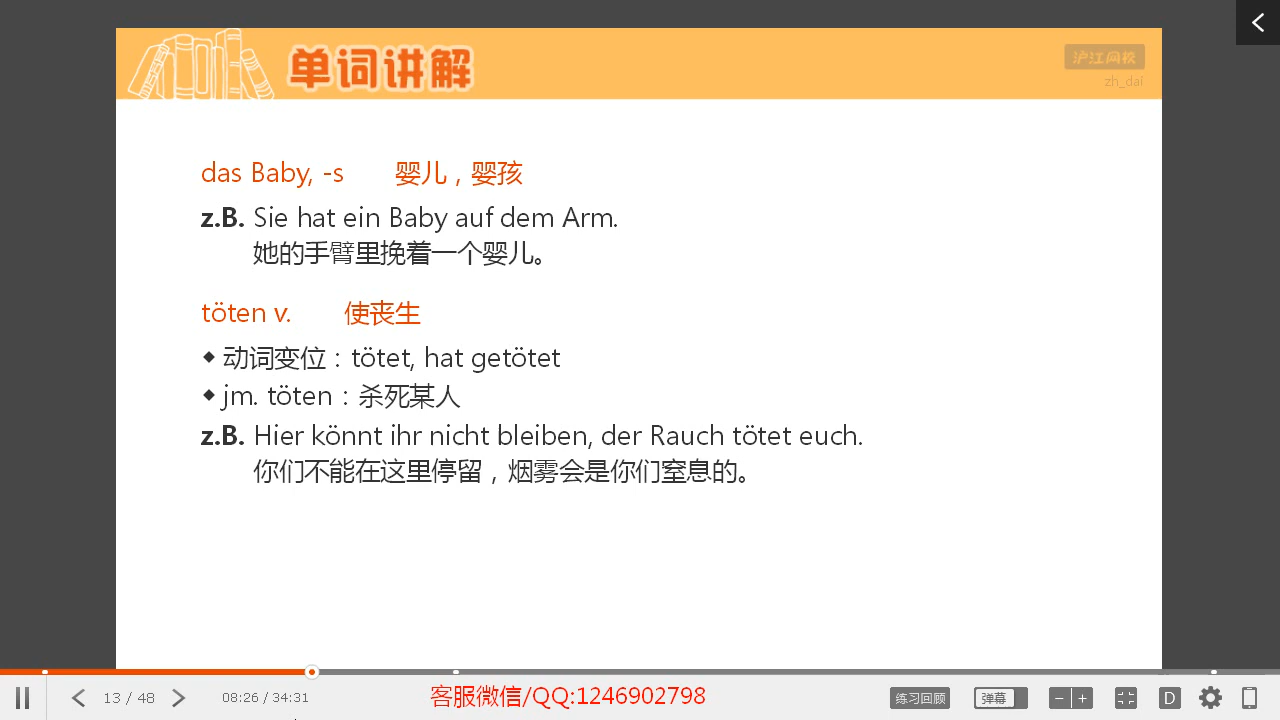 单词讲解
沪江网校
zh_dai
das Baby, -s 婴儿，婴孩
z.B. Sie hat ein Baby auf dem Arm.
她的手臂里挽着一个婴儿。
töten v. 使丧生
◆ 动词变位：tötet, hat getötet
◆ jm. töten：杀死某人
z.B. Hier könnt ihr nicht bleiben, der Rauch tötet euch.
你们不能在这里停留，烟雾会是你们窒息的。
13 / 48
08:26 / 34:31
客服微信/QQ:1246902798
练习回顾
弹幕
D